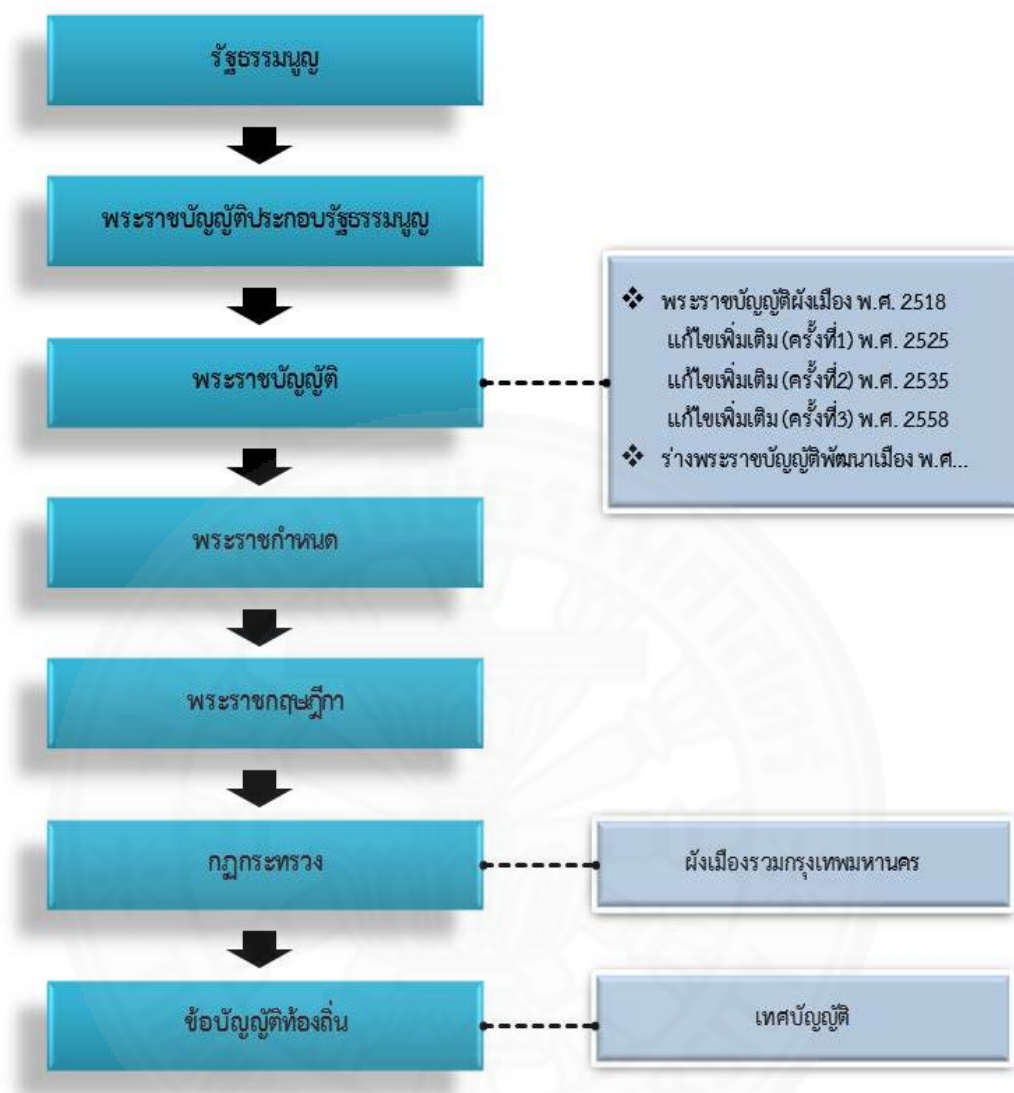 รัฐธรรมนูญ
พระราชบัญญัติประกอบรัฐธรรมนูญ
พระราชบัญญัติ
❖ พระราชบัญญัติผังเมือง พ.ศ. 2518
แก้ไขเพิ่มเติม (ครั้งที่1) พ.ศ. 2525
แก้ไขเพิ่มเติม (ครั้งที่2) พ.ศ. 2535
แก้ไขเพิ่มเติม (ครั้งที่3) พ.ศ. 2558
❖ ร่างพระราชบัญญัติพัฒนาเมือง พ.ศ...
พระราชกำหนด
พระราชกฤษฎีกา
กฎกระทรวง
ผังเมืองรวมกรุงเทพมหานคร
ข้อบัญญัติท้องถิ่น
เทศบัญญัติ